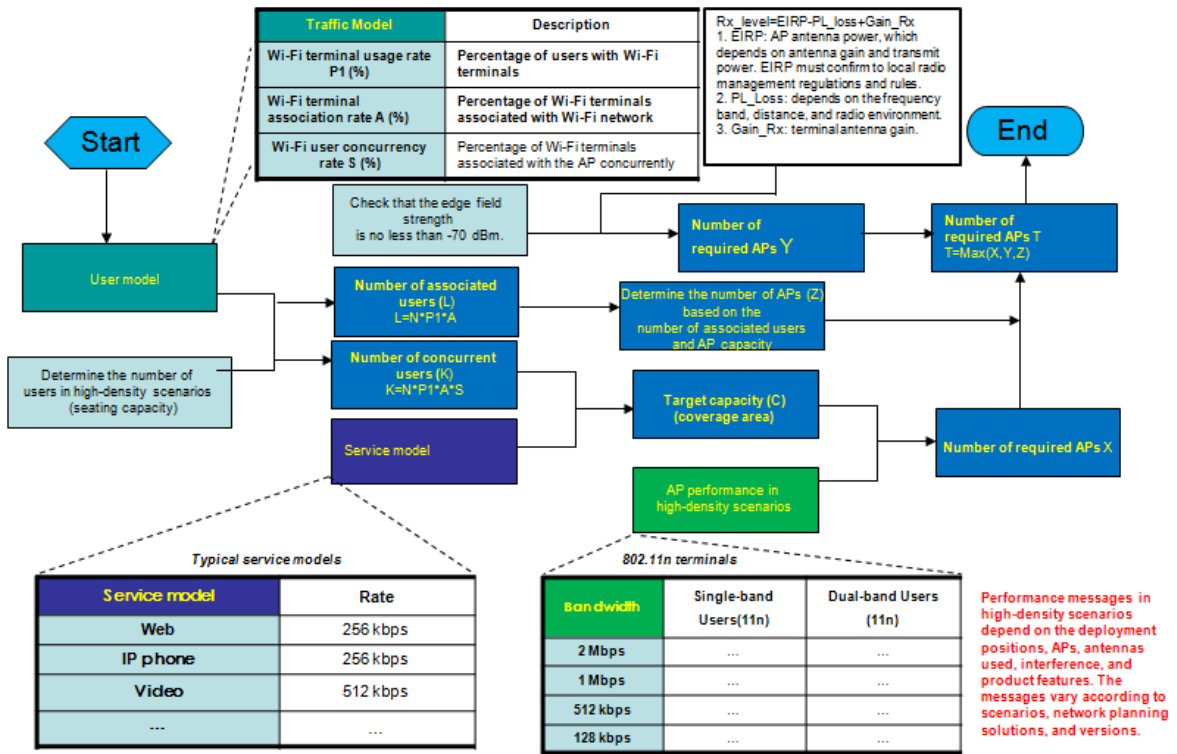 Start
Traffic Model
Description
Wi-Fi terminal usage rate
P1 (%)
Percentage of users with Wi-Fi
terminals
Wi-Fi terminal
association rate A (%)
Percentage of Wi-Fi terminals
associated with Wi-Fi network
Wi-Fi user concurrency
rate S (%)
Percentage of Wi-Fi terminals
associated with the AP concurrently
Rx_level=EIRP-PL_loss+Gain_Rx
1. EIRP: AP antenna power, which
depends on antenna gain and transmit
power. EIRP must confirm to local radio
management regulations and rules.
2. PL_Loss: depends on the frequency
band, distance, and radio environment.
3. Gain_Rx: terminal antenna gain.
End
Check that the edge field
strength
is no less than -70 dBm.
Number of
required APs Y
Number of
required APs T
T=Max(X,Y,Z)
User model
Number of associated
users (L)
L=N*P1*A
Determine the number of APs (Z)
based on the
number of associated users
and AP capacity
Determine the number of
users in high-density scenarios
(seating capacity)
Number of concurrent
users (K)
K=N*P1*A*S
Target capacity (C)
(coverage area)
Service model
Number of required APs X
AP performance in
high-density scenarios
Typical service models
Service model
Rate
Web
256 kbps
IP phone
256 kbps
Video
512 kbps
...
...
802.11n terminals
Bandwidth
Single-band
Users(11n)
Dual-band Users
(11n)
2 Mbps
...
...
1 Mbps
...
...
512 kbps
...
...
128 kbps
...
...
Performance messages in
high-density scenarios
depend on the deployment
positions, APs, antennas
used, interference, and
product features. The
messages vary according to
scenarios, network planning
solutions, and versions.